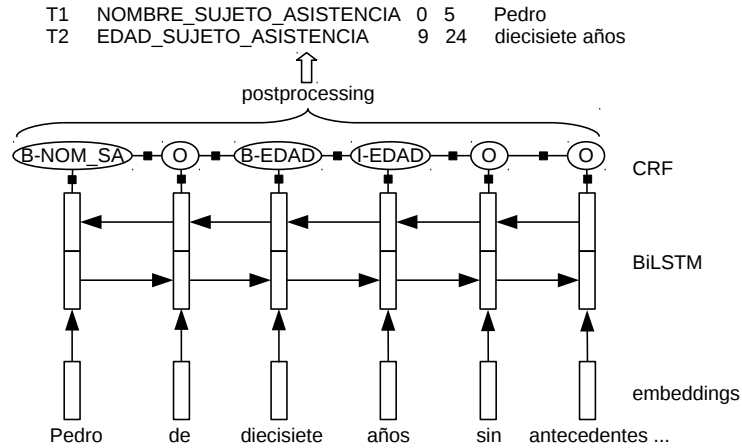 T1 NOMBRE_SUJETO_ASISTENCIA 0 5 Pedro
T2 EDAD_SUJETO_ASISTENCIA 9 24 diecisiete años
postprocessing
B-NOM_SA O B-EDAD I-EDAD O O
CRF
BiLSTM
embeddings
Pedro de diecisiete años sin antecedentes ...